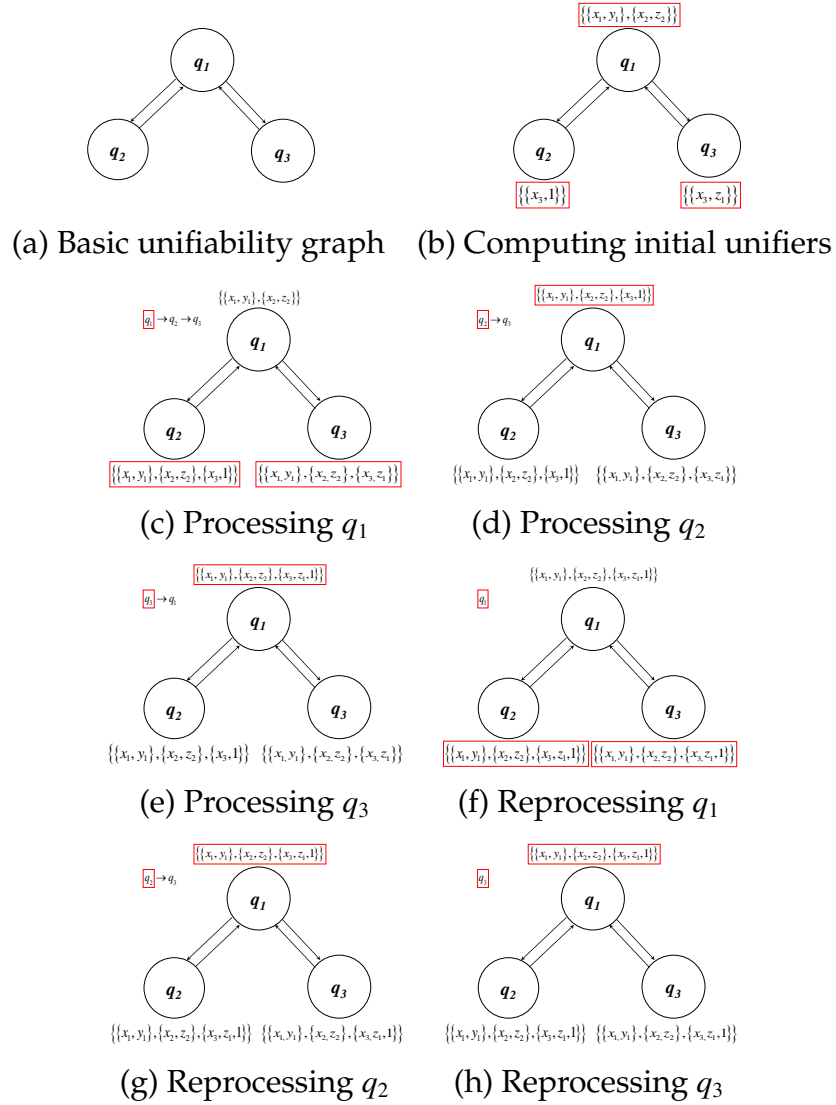 {{x₁, y₁},{x₂, z₂}}
q₁ q₁
q₂ q₃ q₂ q₃
{{x₃,1}} {{x₃, z₁}}
(a) Basic unifiability graph (b) Computing initial unifiers
{{x₁, y₁},{x₂, z₂}} {{x₁, y₁},{x₂, z₂},{x₃,1}}
q₁ → q₂ → q₃ q₂ → q₃
q₁ q₁
q₂ q₃ q₂ q₃
{{x₁, y₁},{x₂, z₂},{x₃,1}} {{x₁, y₁},{x₂, z₂},{x₃, z₁}} {{x₁, y₁},{x₂, z₂},{x₃,1}} {{x₁, y₁},{x₂, z₂},{x₃, z₁}}
(c) Processing q₁ (d) Processing q₂
{{x₁, y₁},{x₂, z₂},{x₃, z₁,1}} {{x₁, y₁},{x₂, z₂},{x₃, z₁,1}}
q₃ → q₁ q₁
q₁ q₁
q₂ q₃ q₂ q₃
{{x₁, y₁},{x₂, z₂},{x₃,1}} {{x₁, y₁},{x₂, z₂},{x₃, z₁}} {{x₁, y₁},{x₂, z₂},{x₃, z₁,1}} {{x₁, y₁},{x₂, z₂},{x₃, z₁,1}}
(e) Processing q₃ (f) Reprocessing q₁
{{x₁, y₁},{x₂, z₂},{x₃, z₁,1}} {{x₁, y₁},{x₂, z₂},{x₃, z₁,1}}
q₂ → q₃ q₃
q₁ q₁
q₂ q₃ q₂ q₃
{{x₁, y₁},{x₂, z₂},{x₃, z₁,1}} {{x₁, y₁},{x₂, z₂},{x₃, z₁,1}} {{x₁, y₁},{x₂, z₂},{x₃, z₁,1}} {{x₁, y₁},{x₂, z₂},{x₃, z₁,1}}
(g) Reprocessing q₂ (h) Reprocessing q₃